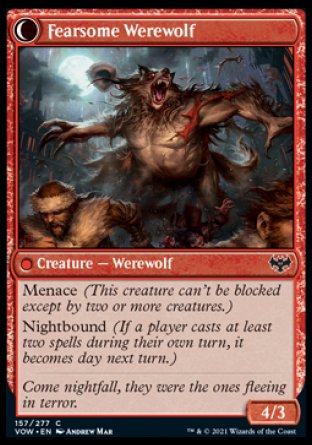 Fearsome Werewolf
Creature — Werewolf
Menace (This creature can't be blocked
except by two or more creatures.)
Nightbound (If a player casts at least
two spells during their own turn, it
becomes day next turn.)
Come nightfall, they were the ones fleeing
in terror.
4/3
157/277 C
VOW • EN Andrew Mar
™ & © 2021 Wizards of the Coast